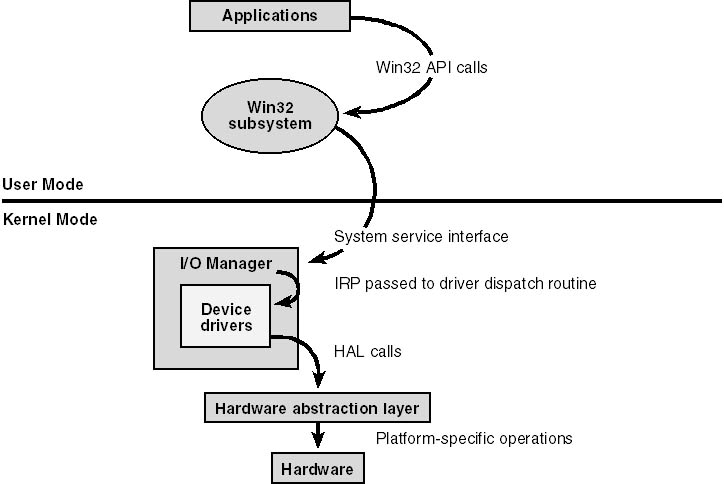 Applications
Win32 API calls
Win32
subsystem
User Mode
Kernel Mode
System service interface
I/O Manager
IRP passed to driver dispatch routine
Device
drivers
HAL calls
Hardware abstraction layer
Platform-specific operations
Hardware